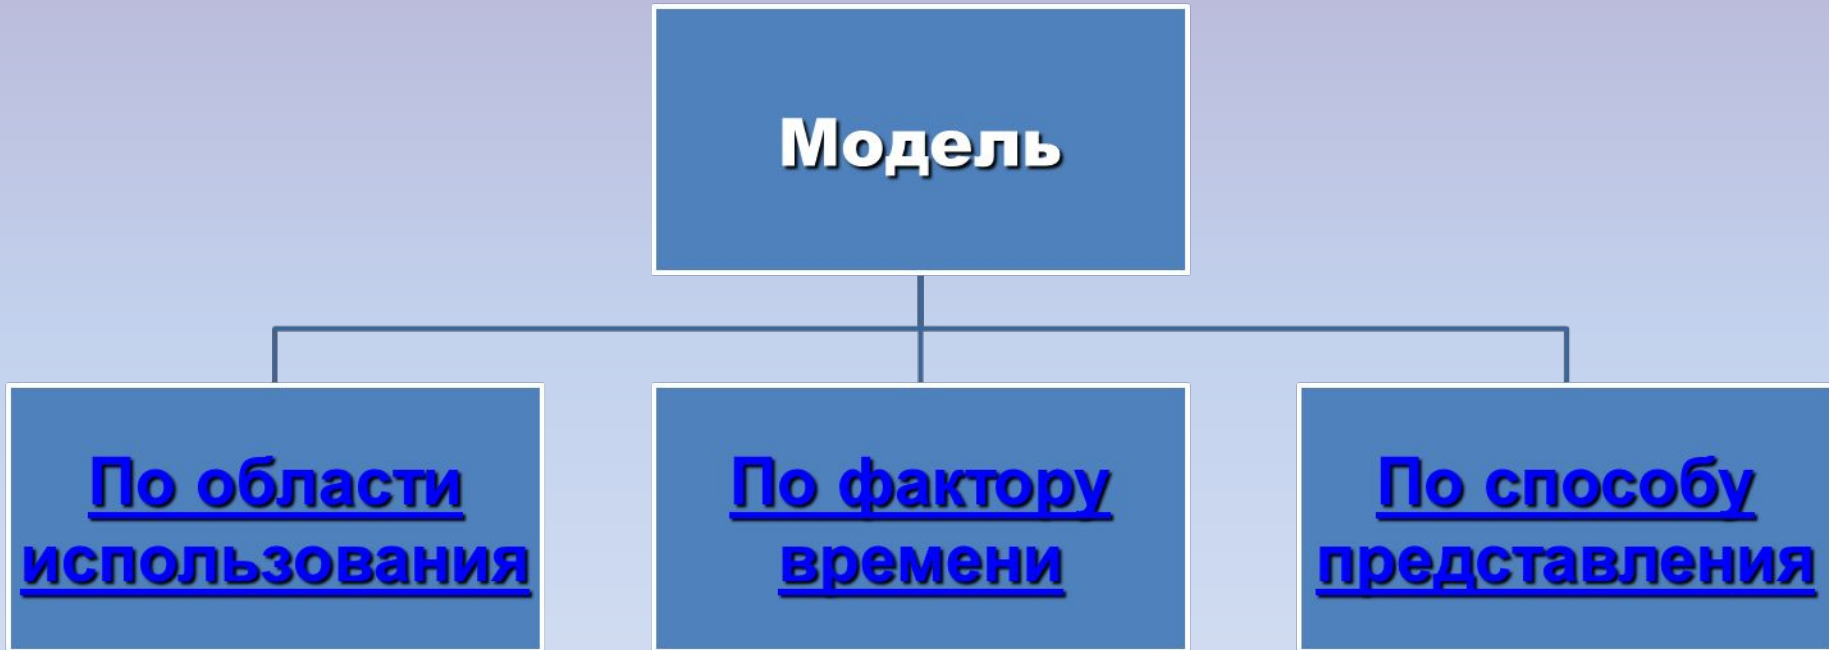 Модель
По области
использования
По фактору
времени
По способу
представления